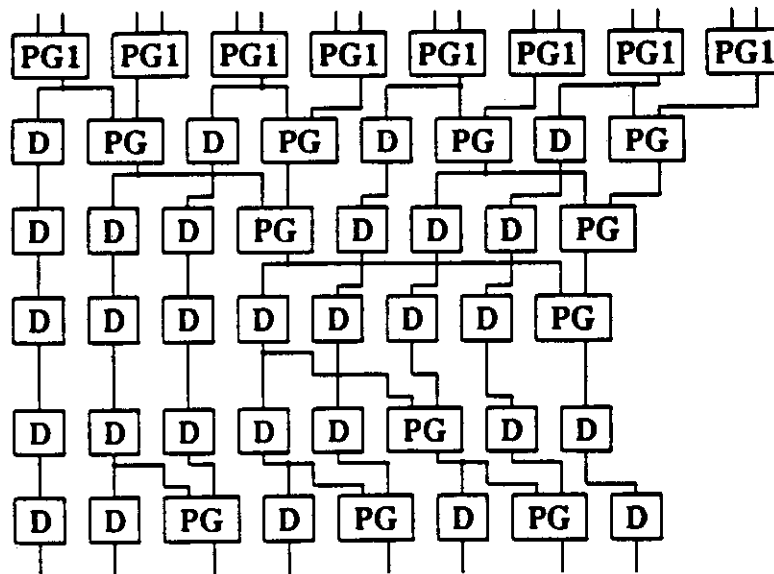 PG1 PG1 PG1 PG1 PG1 PG1 PG1 PG1
D PG D PG D PG D PG
D D D PG D D D PG
D D D D D D D PG
D D D D D PG D D
D D PG D PG D PG D